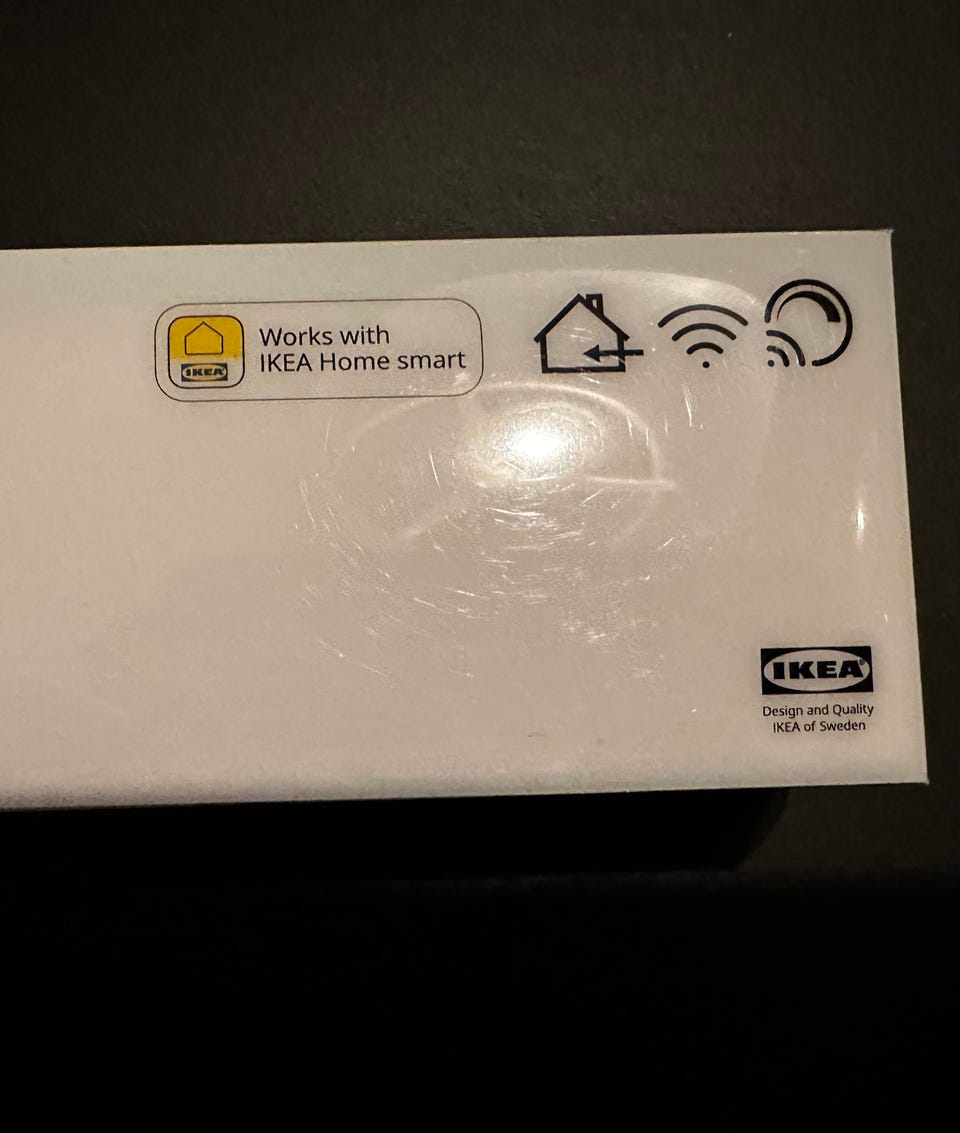 IKEA
Works with
IKEA Home smart
IKEA®
Design and Quality
IKEA of Sweden